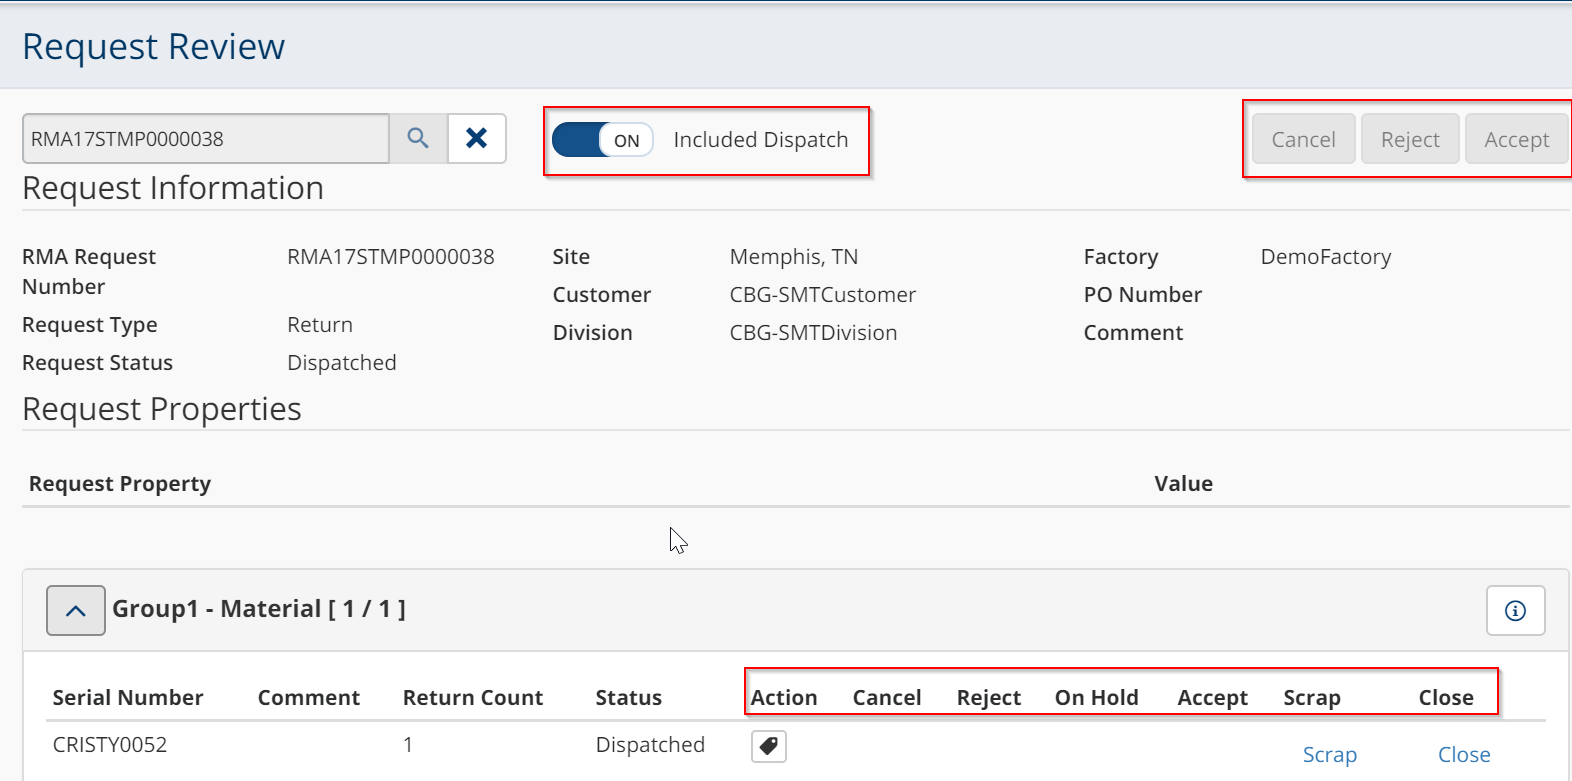 Request Review
RMA17STMP0000038
ON Included Dispatch
Cancel Reject Accept
Request Information
RMA Request Number RMA17STMP0000038 Site Memphis, TN Factory DemoFactory
Customer CBG-SMTCustomer PO Number
Request Type Return Division CBG-SMTDivision Comment
Request Status Dispatched
Request Properties
Request Property Value
Group1 - Material [ 1 / 1 ]
Serial Number Comment Return Count Status Action Cancel Reject On Hold Accept Scrap Close
CRISTY0052 1 Dispatched Scrap Close